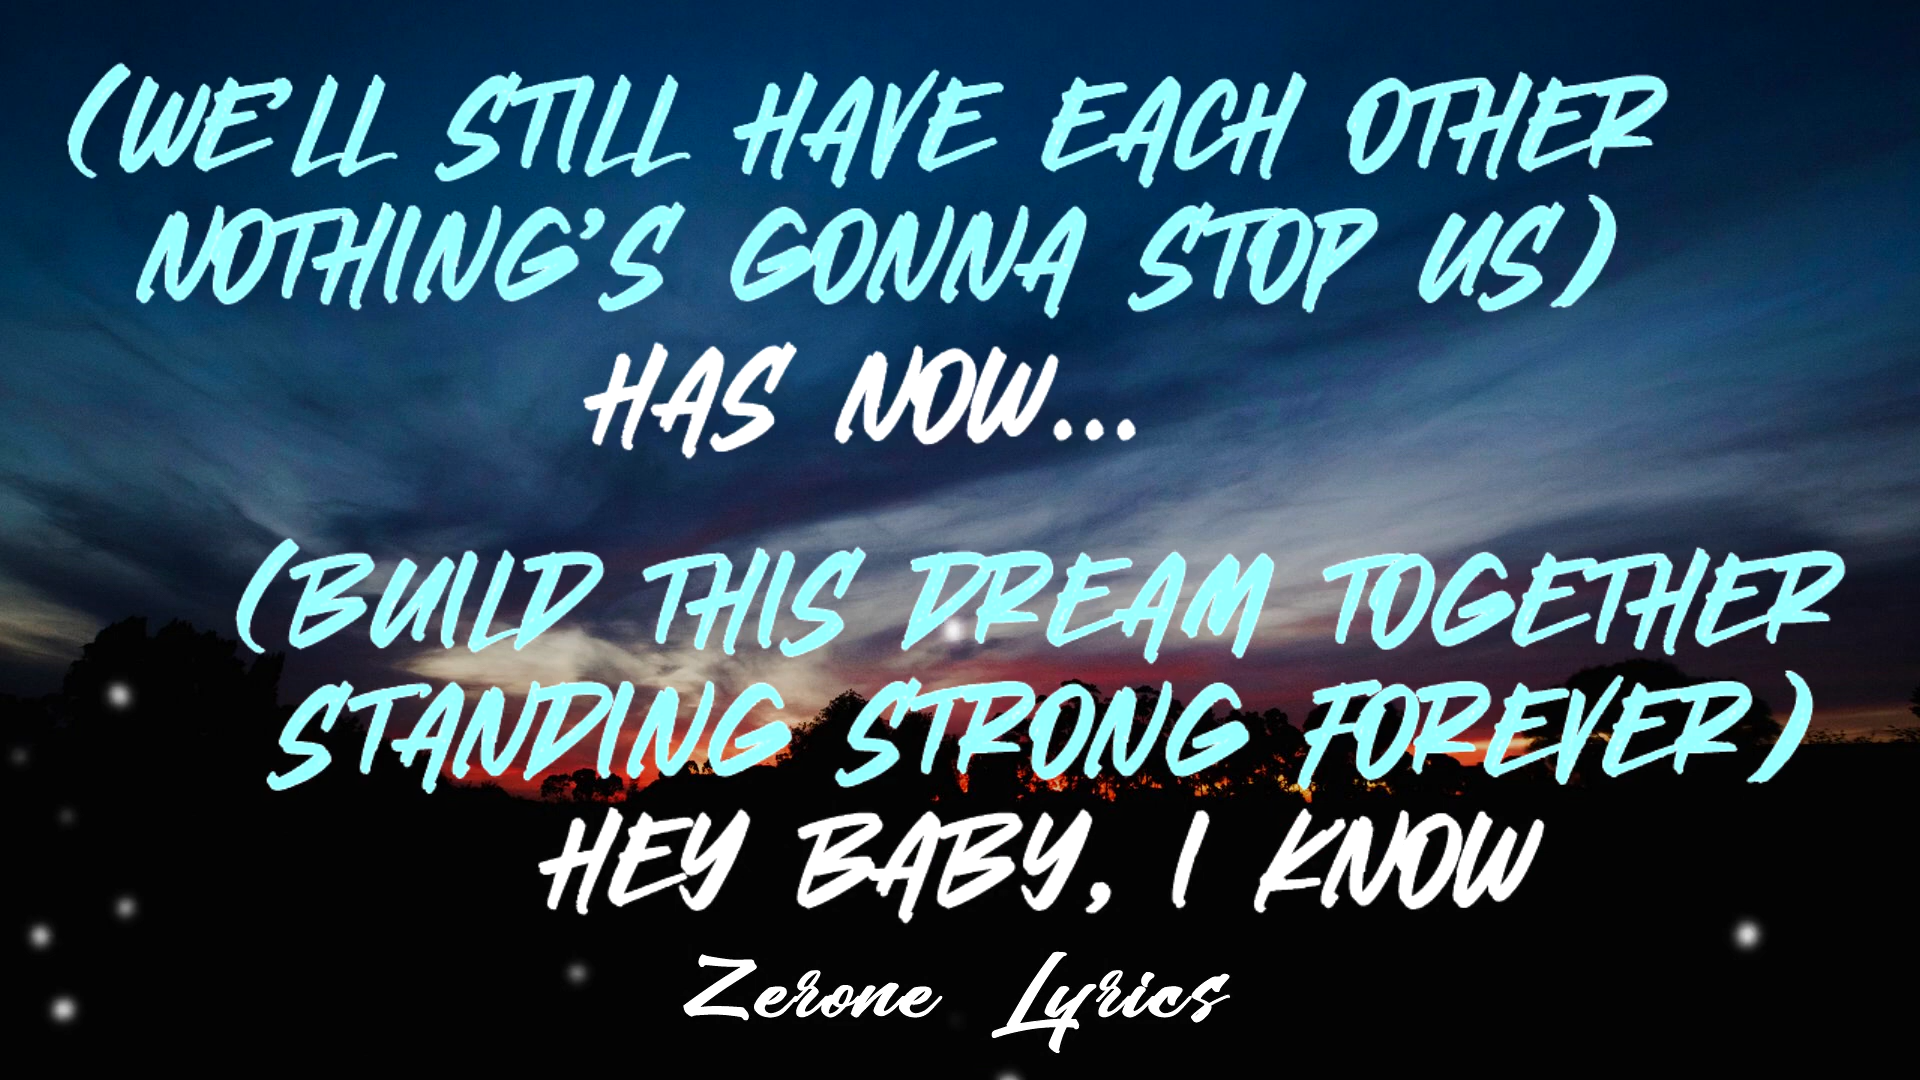 (WE'LL STILL HAVE EACH OTHER
NOTHING'S GONNA STOP US)
HAS NOW...
(BUILD THIS DREAM TOGETHER
STANDING STRONG FOREVER)
HEY BABY, I KNOW
Zerone Lyrics